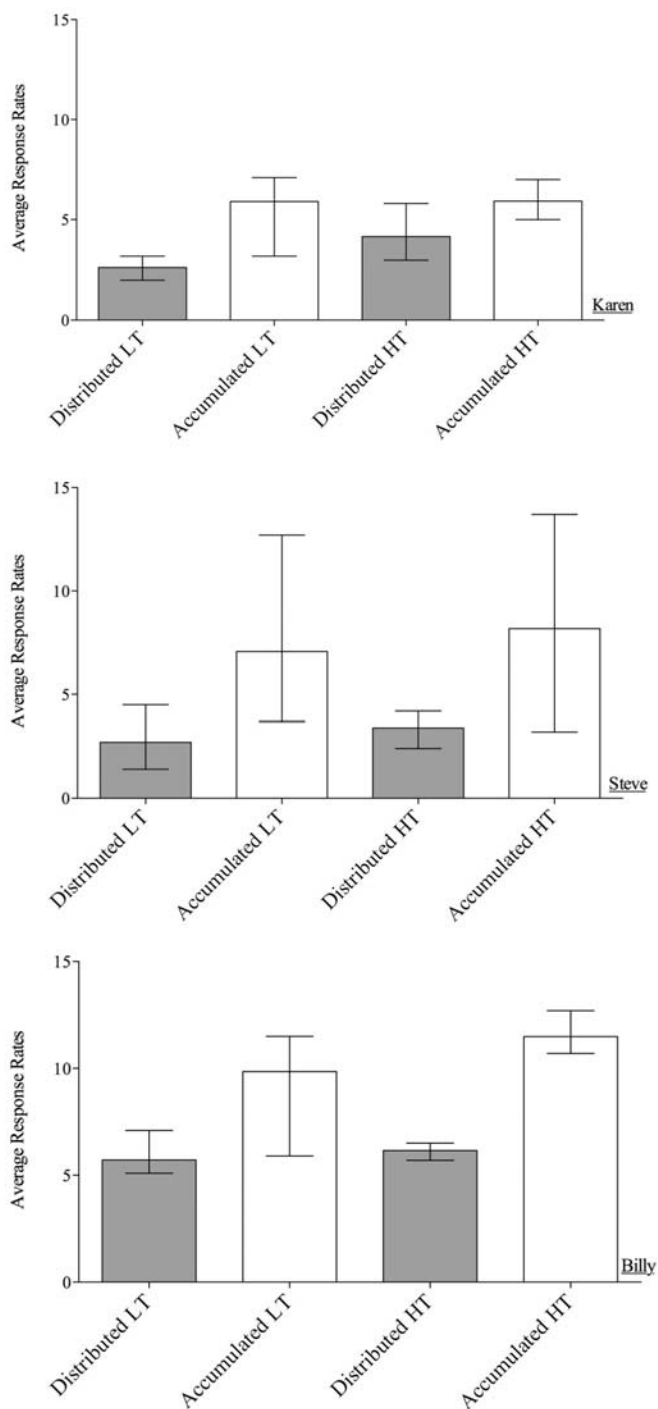 Average Response Rates
15
10
5
0
Karen
Distributed LT
Accumulated LT
Distributed HT
Accumulated HT
Average Response Rates
15
10
5
0
Steve
Distributed LT
Accumulated LT
Distributed HT
Accumulated HT
Average Response Rates
15
10
5
0
Billy
Distributed LT
Accumulated LT
Distributed HT
Accumulated HT